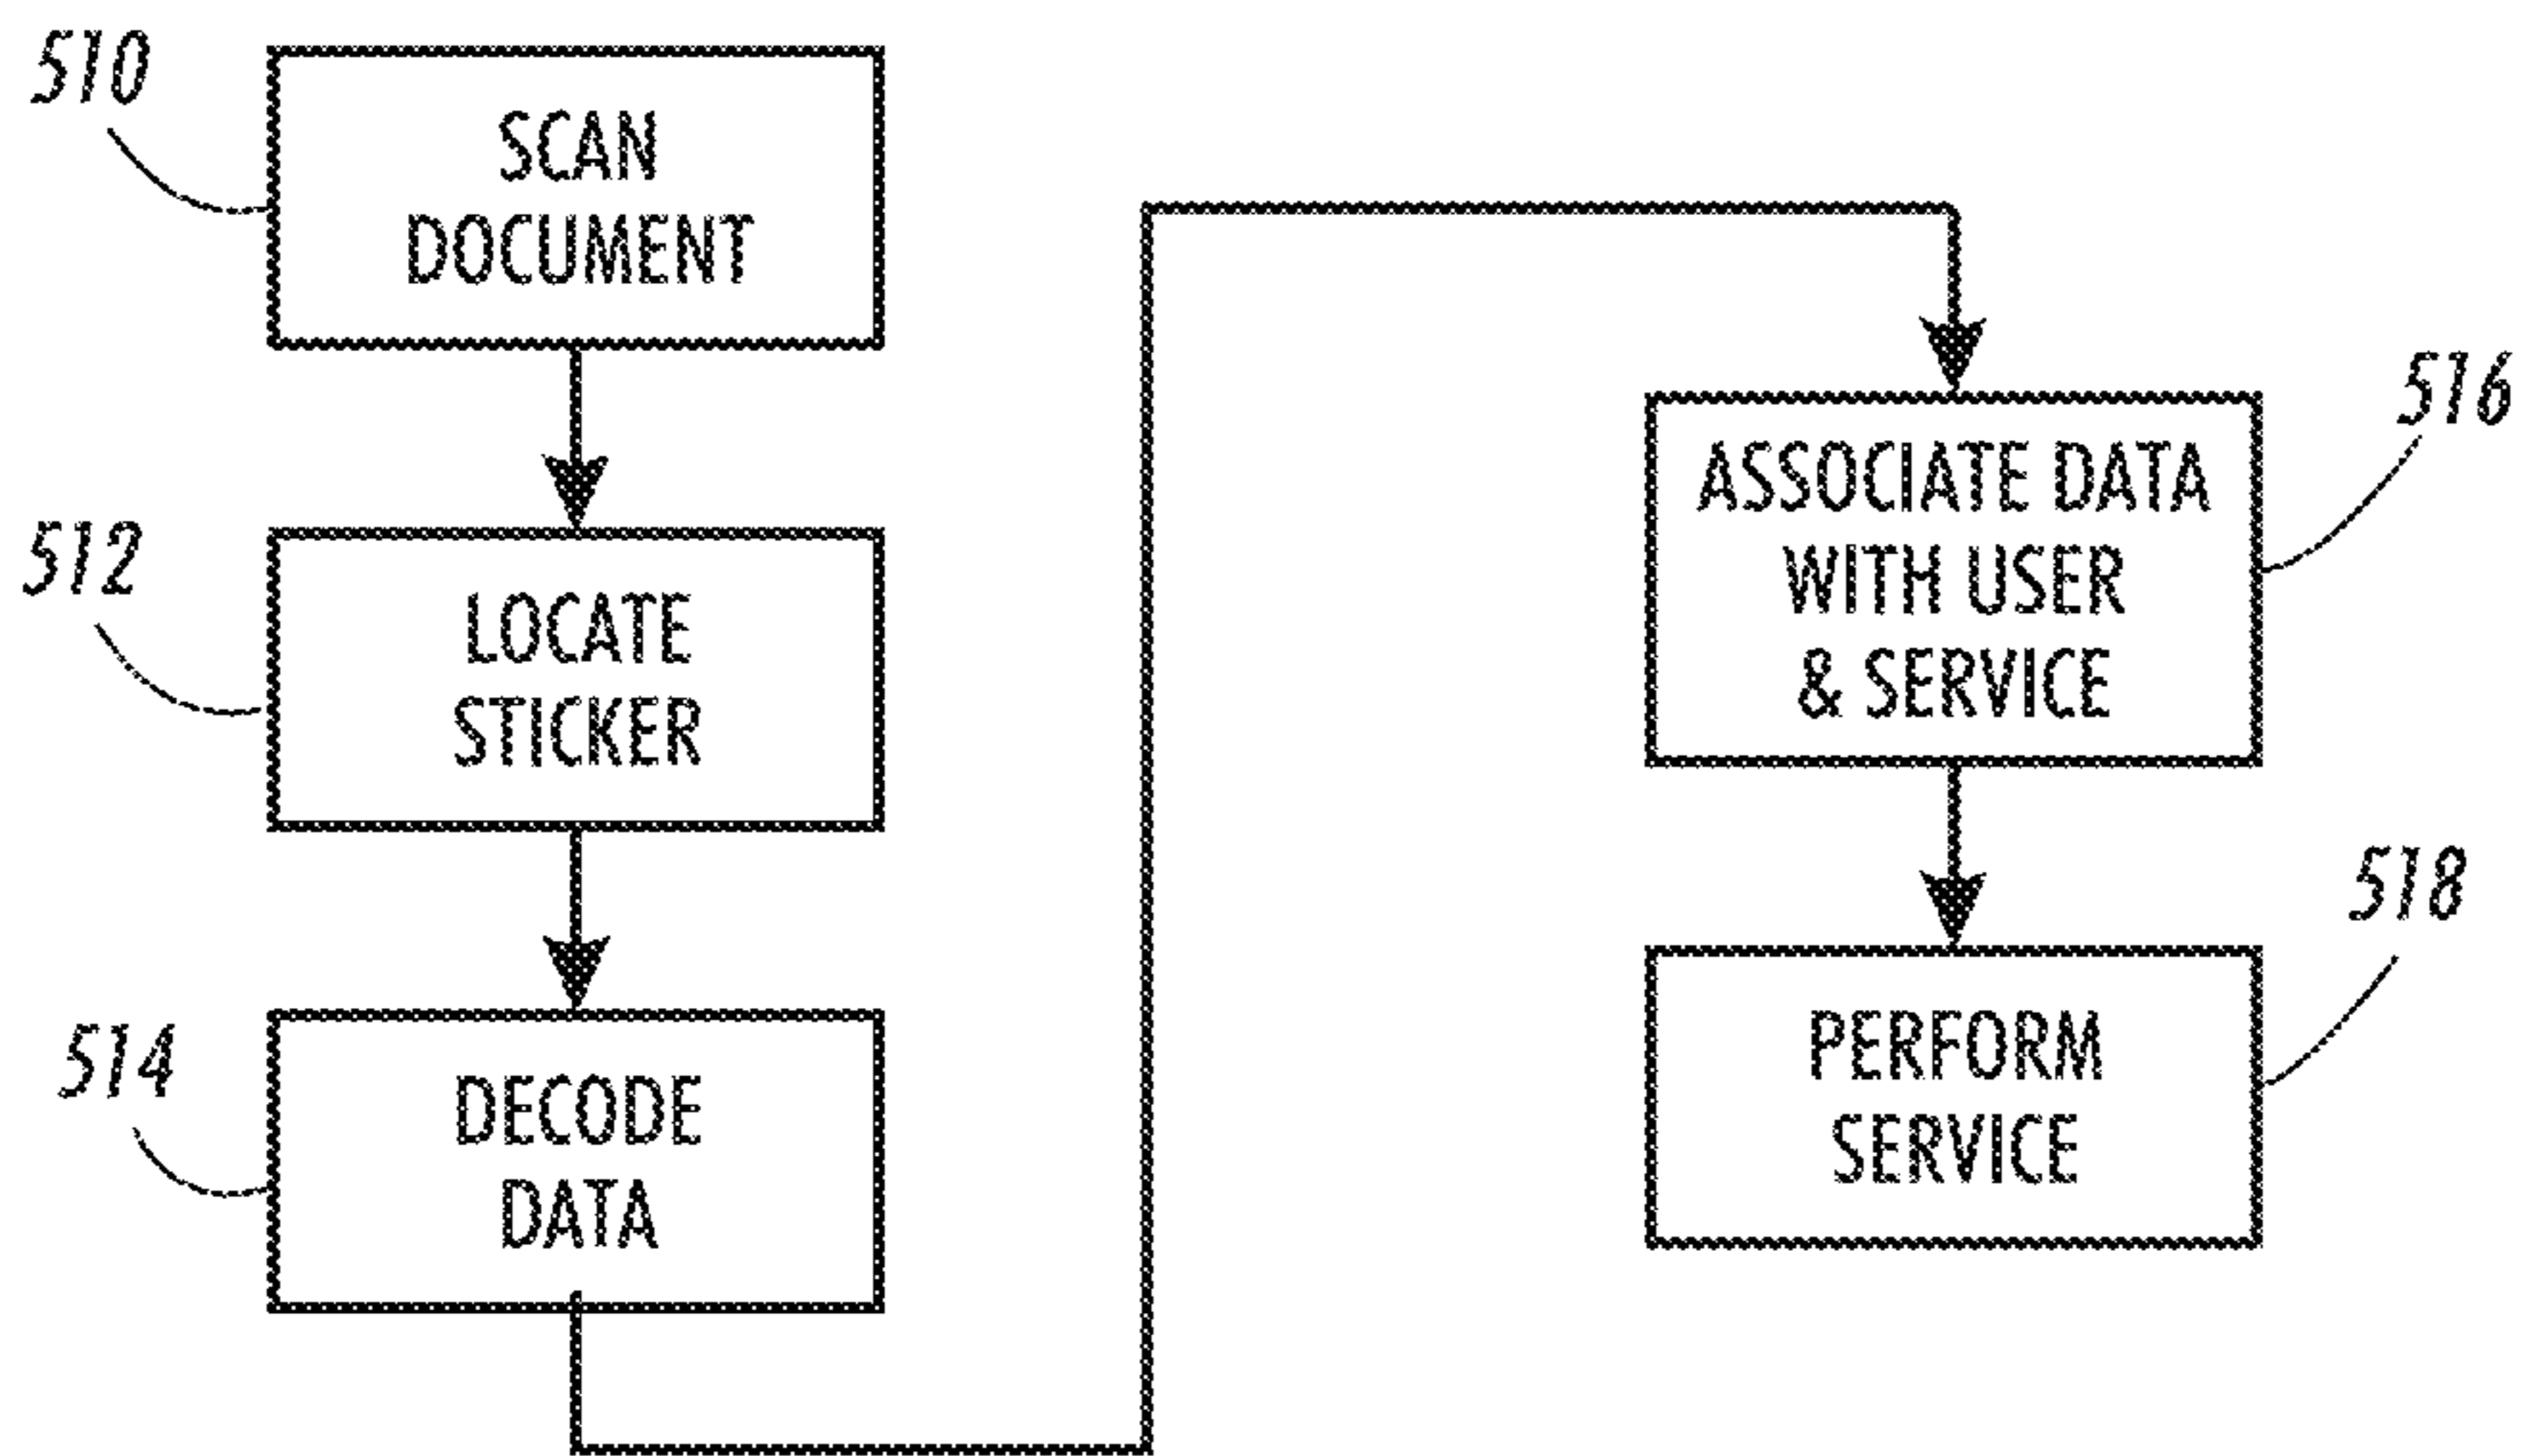 510
SCAN
DOCUMENT
512
LOCATE
STICKER
514
DECODE
DATA
516
ASSOCIATE DATA
WITH USER
& SERVICE
518
PERFORM
SERVICE